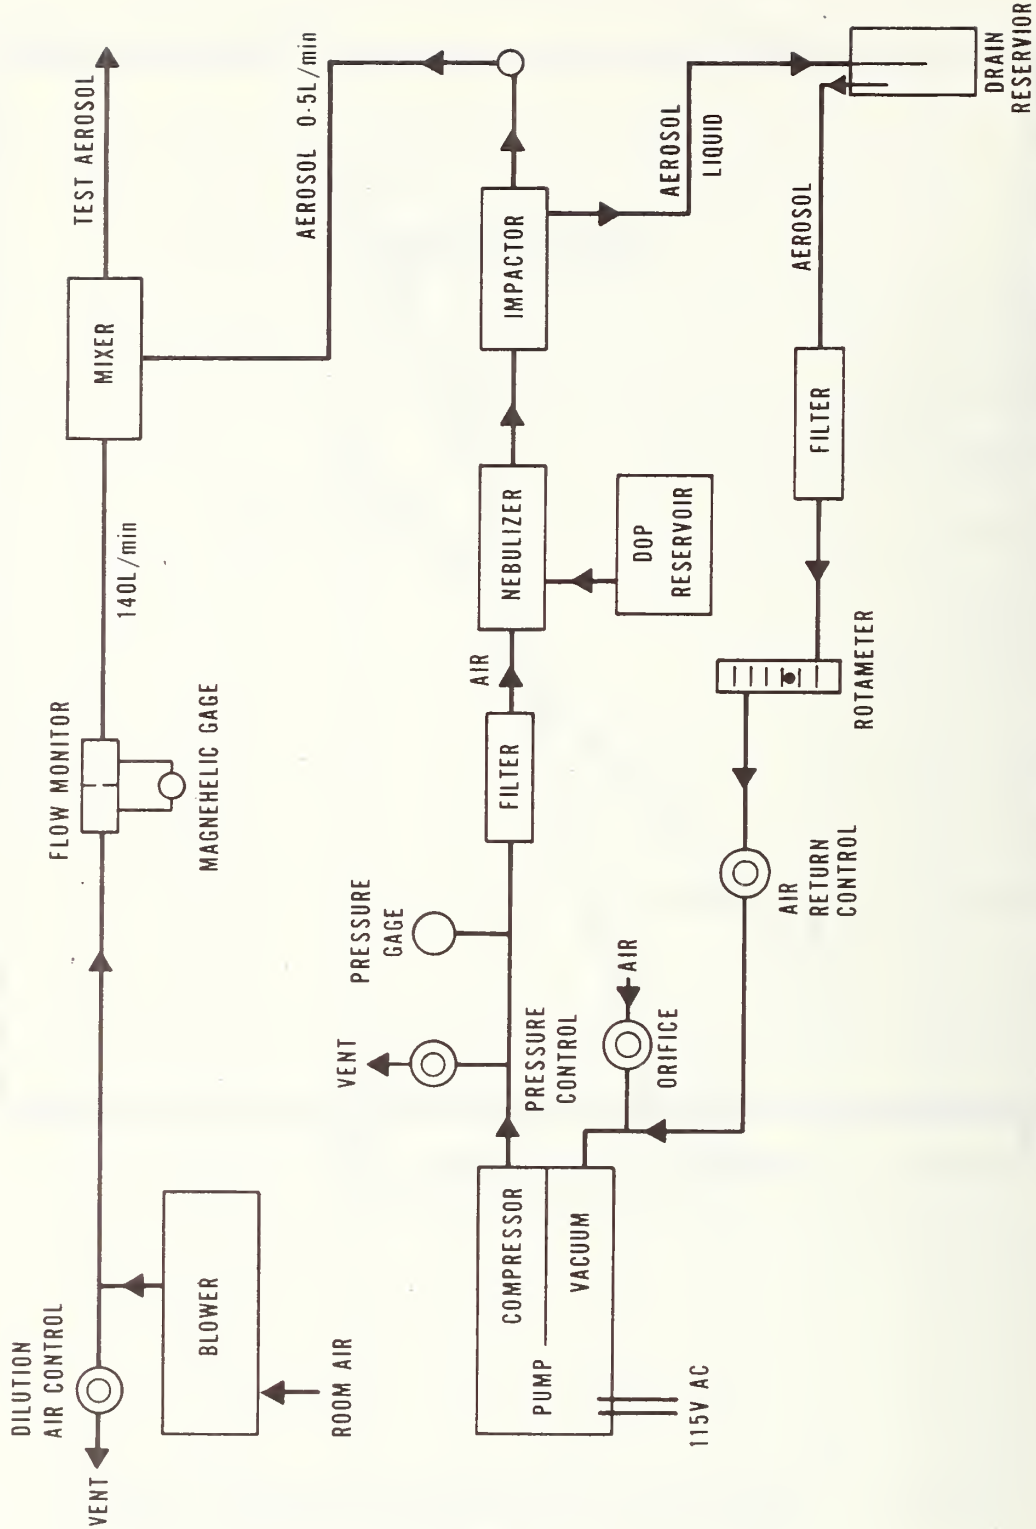 VENT
DILUTION
AIR CONTROL
BLOWER
ROOM AIR
FLOW MONITOR
MAGNEHELIC GAGE
140L/min
MIXER
TEST AEROSOL
AEROSOL 0.5L/min
COMPRESSOR
PUMP
VACUUM
115V AC
VENT
PRESSURE
CONTROL
PRESSURE
GAGE
FILTER
AIR
NEBULIZER
DOP
RESERVOIR
IMPACTOR
AEROSOL
LIQUID
DRAIN
RESERVIOR
AEROSOL
FILTER
ROTAMETER
AIR
RETURN
CONTROL
AIR
ORIFICE